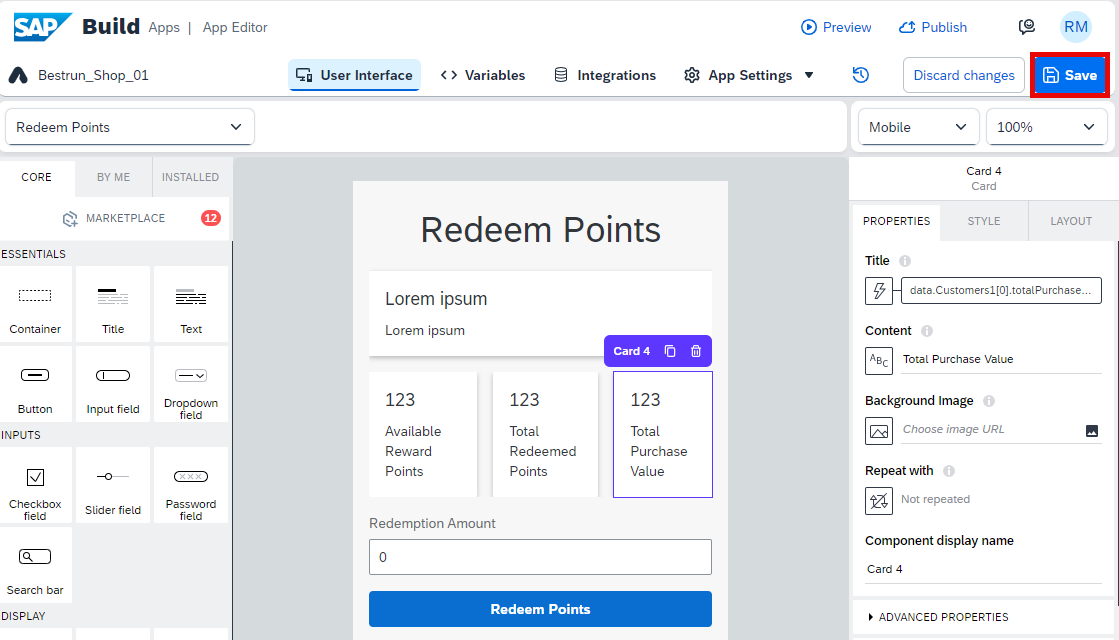 SAP Build Apps | App Editor
Preview
Publish
RM
Bestrun_Shop_01
User Interface
Variables
Integrations
App Settings
Discard changes
Save
Redeem Points
Mobile
100%
CORE
BY ME
INSTALLED
MARKETPLACE
12
ESSENTIALS
Container
Title
Text
Button
Input field
Dropdown
field
INPUTS
Checkbox
field
Slider field
Password
field
Search bar
DISPLAY
Redeem Points
Lorem ipsum
Lorem ipsum
Card 4
123
Available
Reward
Points
123
Total
Redeemed
Points
123
Total
Purchase
Value
Redemption Amount
0
Redeem Points
Card 4
Card
PROPERTIES
STYLE
LAYOUT
Title
data.Customers1[0].totalPurchase...
Content
ABC
Total Purchase Value
Background Image
Choose image URL
Repeat with
Not repeated
Component display name
Card 4
ADVANCED PROPERTIES